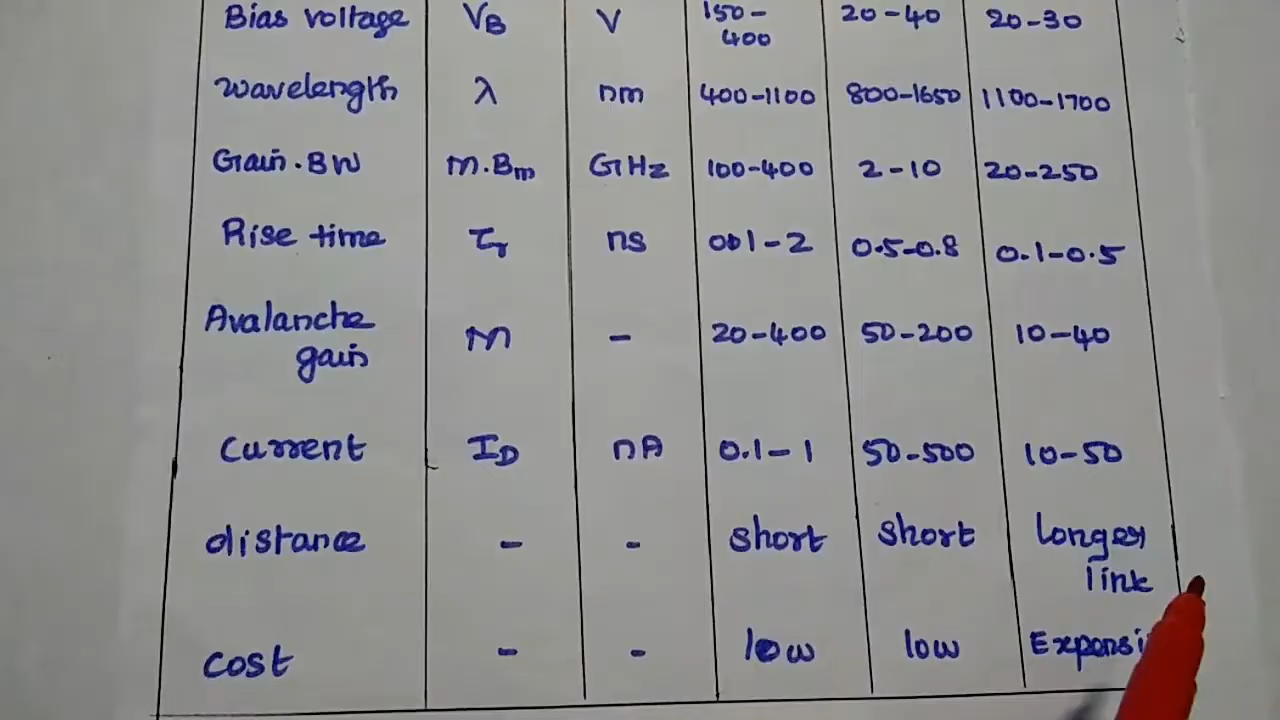 Bias voltage VB V 150-400 20-40 20-30
wavelength λ nm 400-1100 800-1650 1100-1700
Gain.BW M.Bm GHz 100-400 2-10 20-250
Rise time τr ns 0.1-2 0.5-0.8 0.1-0.5
Avalanche gain M - 20-400 50-200 10-40
Current ID nA 0.1-1 50-500 10-50
distance - - short short Longer link
cost - - low low Expensi